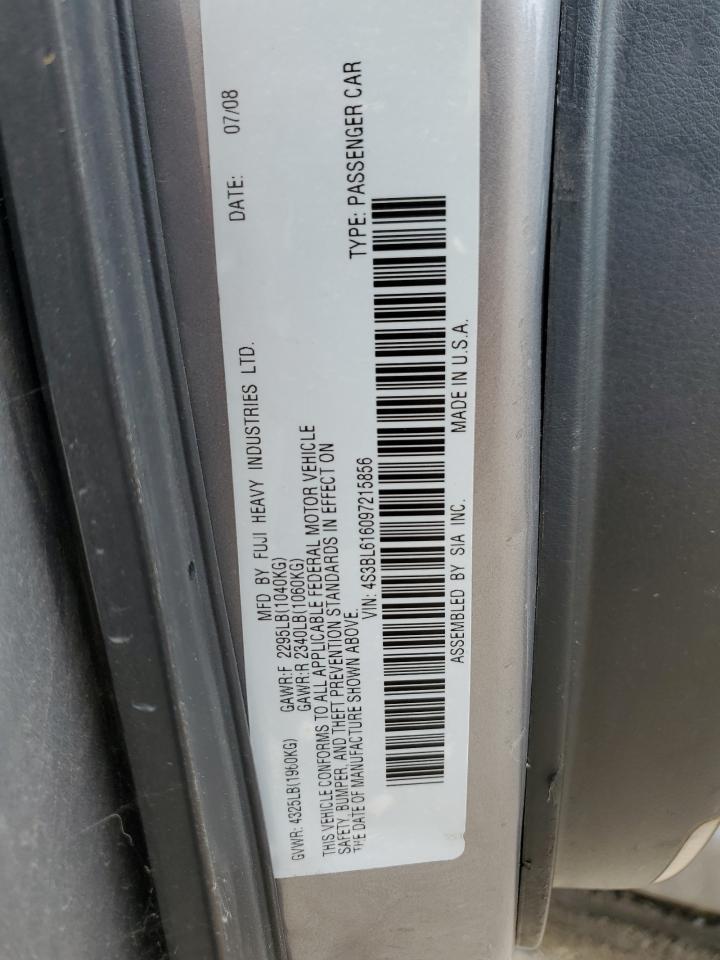 MFD BY FUJI HEAVY INDUSTRIES LTD. DATE: 07/08
GVWR: 4325LB(1960KG) GAWR:F 2295LB(1040KG)
GAWR:R 2340LB(1060KG)
THIS VEHICLE CONFORMS TO ALL APPLICABLE FEDERAL MOTOR VEHICLE
SAFETY, BUMPER, AND THEFT PREVENTION STANDARDS IN EFFECT ON
THE DATE OF MANUFACTURE SHOWN ABOVE.
VIN: 4S3BL616097215856 TYPE: PASSENGER CAR
ASSEMBLED BY SIA INC. MADE IN U.S.A.